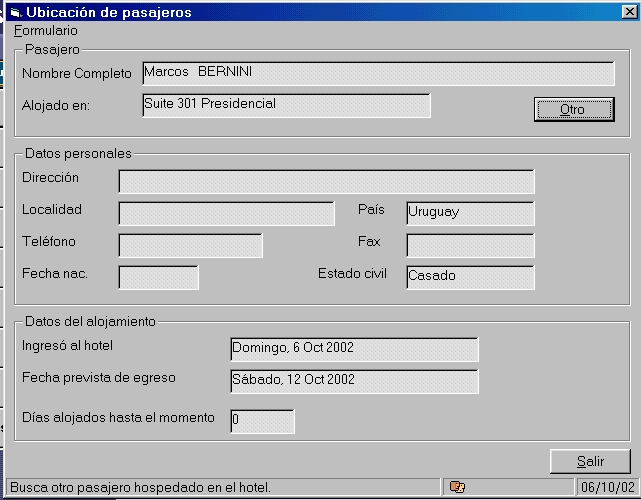 Ubicación de pasajeros
Formulario
Pasajero
Nombre Completo Marcos BERNINI
Alojado en: Suite 301 Presidencial
Otro
Datos personales
Dirección
Localidad País Uruguay
Teléfono Fax
Fecha nac. Estado civil Casado
Datos del alojamiento
Ingresó al hotel Domingo, 6 Oct 2002
Fecha prevista de egreso Sábado, 12 Oct 2002
Días alojados hasta el momento 0
Salir
Busca otro pasajero hospedado en el hotel. 06/10/02